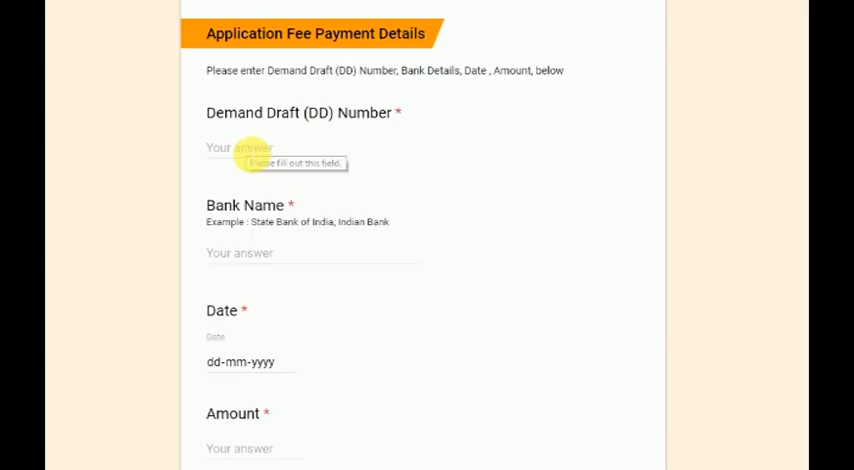 Application Fee Payment Details
Please enter Demand Draft (DD) Number, Bank Details, Date , Amount, below
Demand Draft (DD) Number *
Your answer
Please fill out this field.
Bank Name *
Example : State Bank of India, Indian Bank
Your answer
Date *
Date
dd-mm-yyyy
Amount *
Your answer